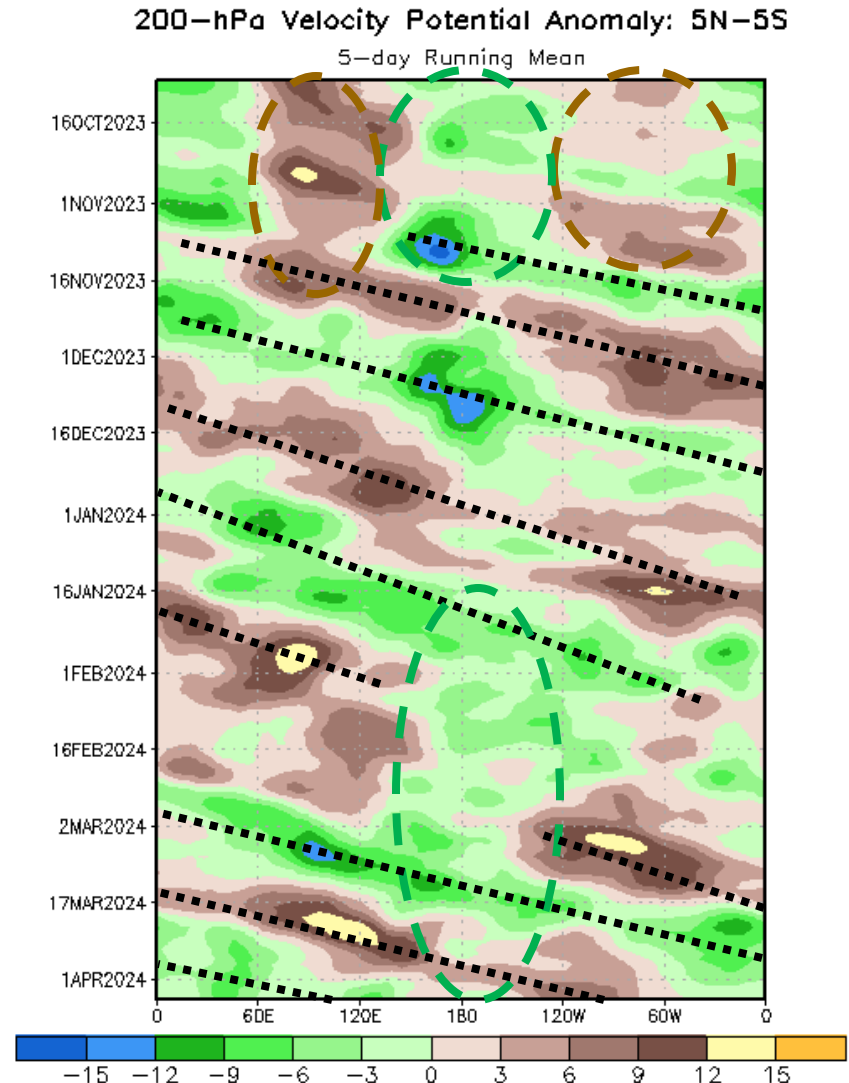 200-hPa Velocity Potential Anomaly: 5N-5S
5-day Running Mean
16OCT2023
1NOV2023
16NOV2023
1DEC2023
16DEC2023
1JAN2024
16JAN2024
1FEB2024
16FEB2024
2MAR2024
17MAR2024
1APR2024
0 60E 120E 180 120W 60W 0
-15 -12 -9 -6 -3 0 3 6 9 12 15